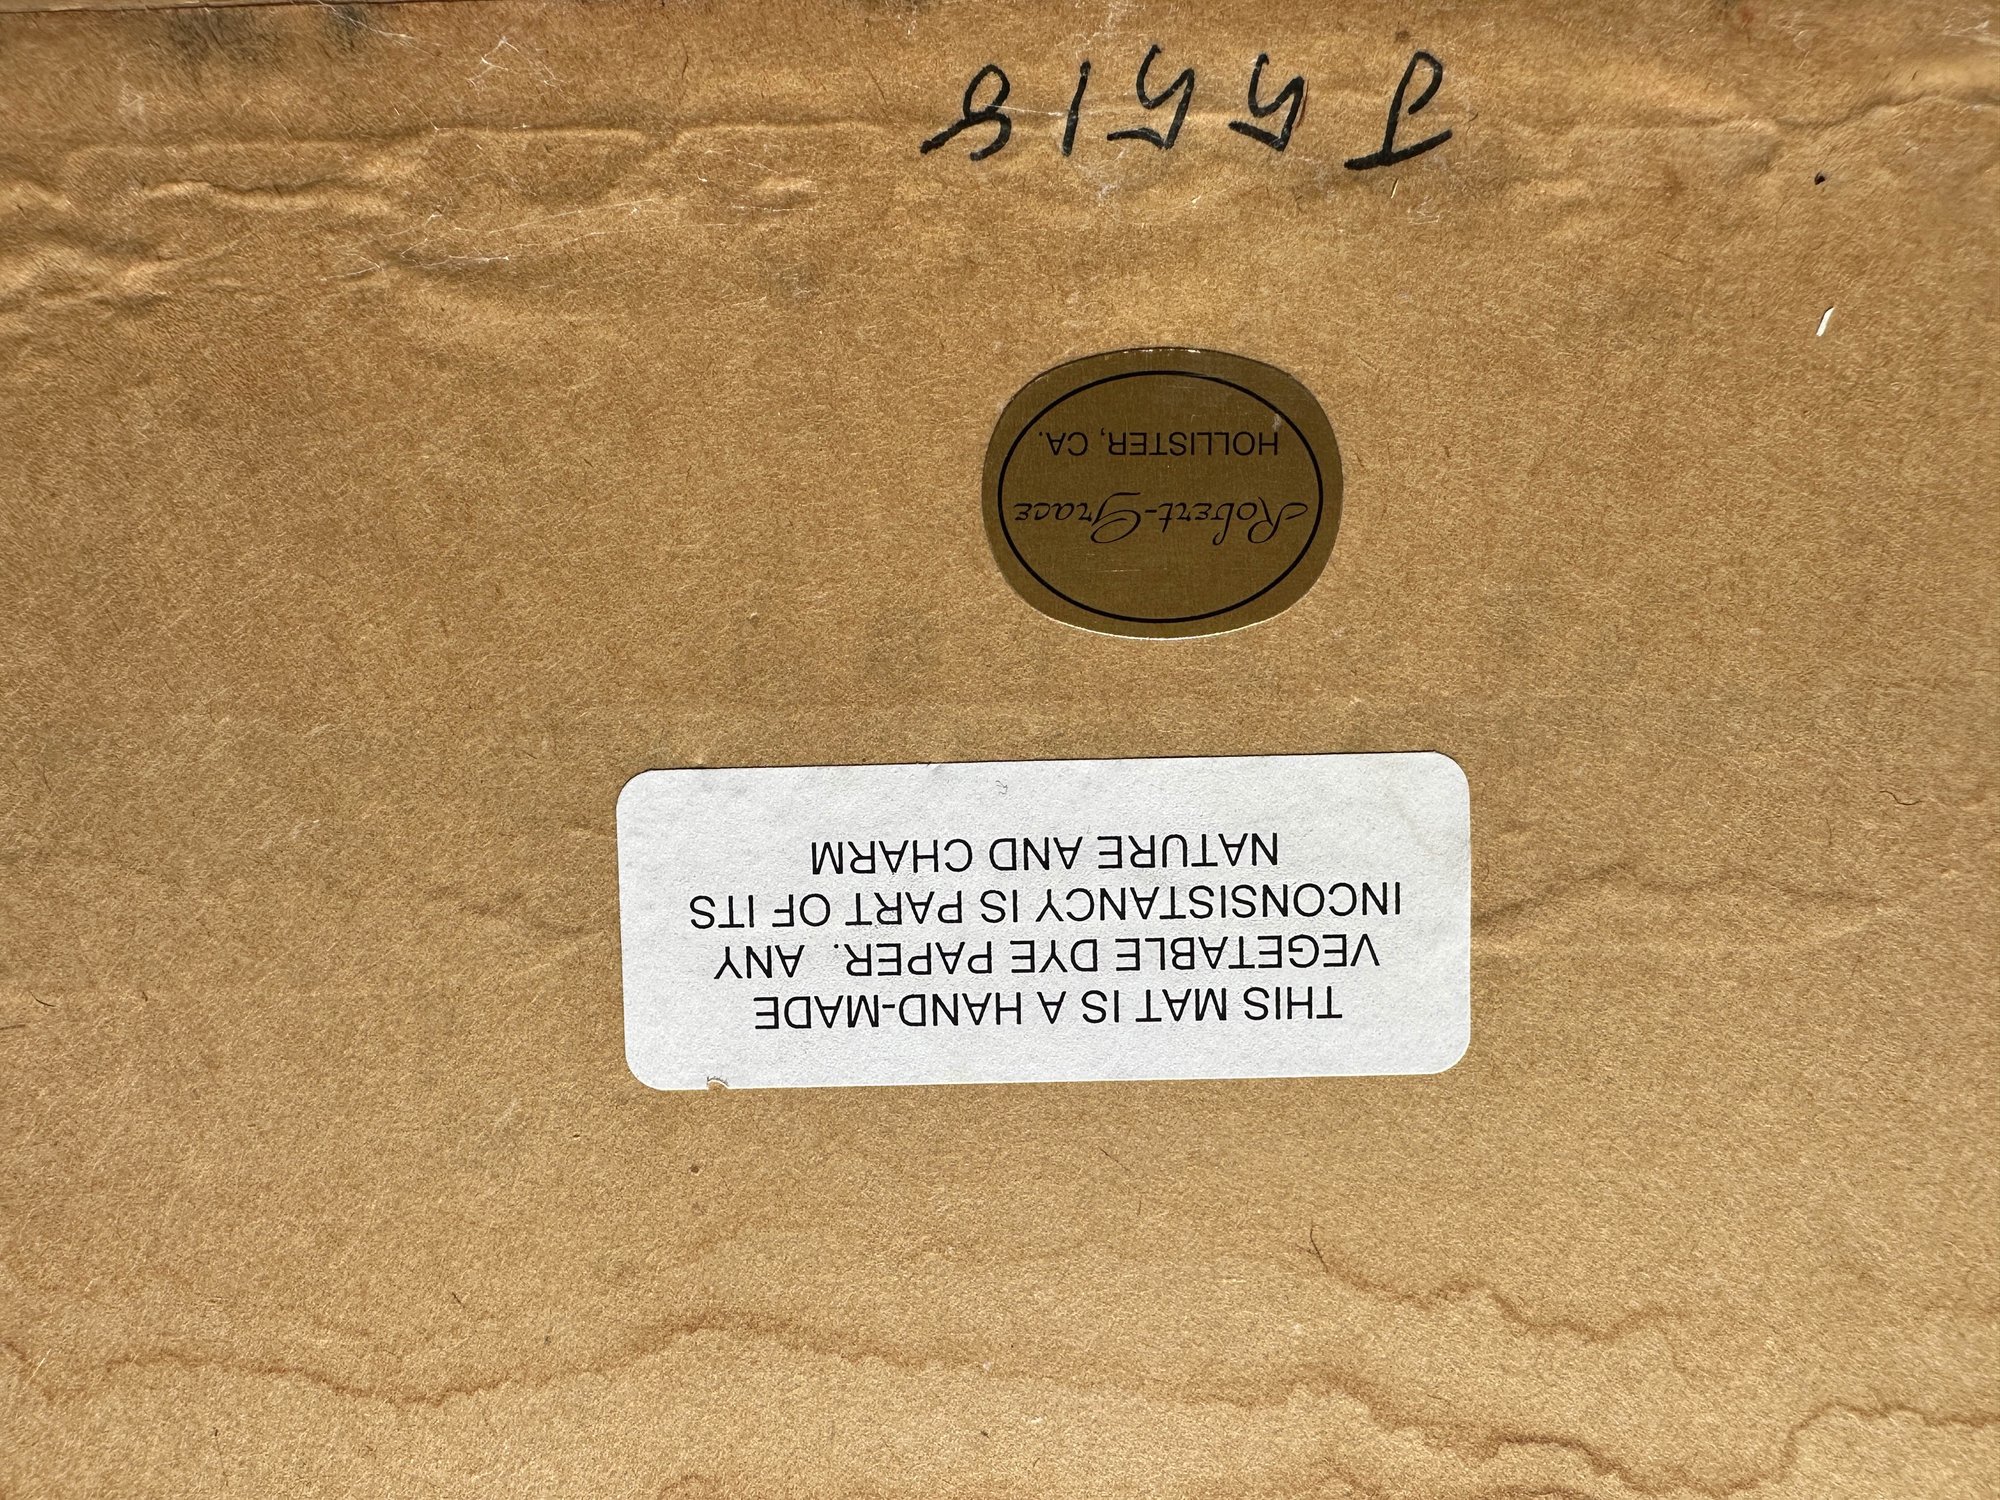 THIS MAT IS A HAND-MADE
VEGETABLE DYE PAPER. ANY
INCONSISTANCY IS PART OF ITS
NATURE AND CHARM
Robert-Grace
HOLLISTER, CA.
J5518